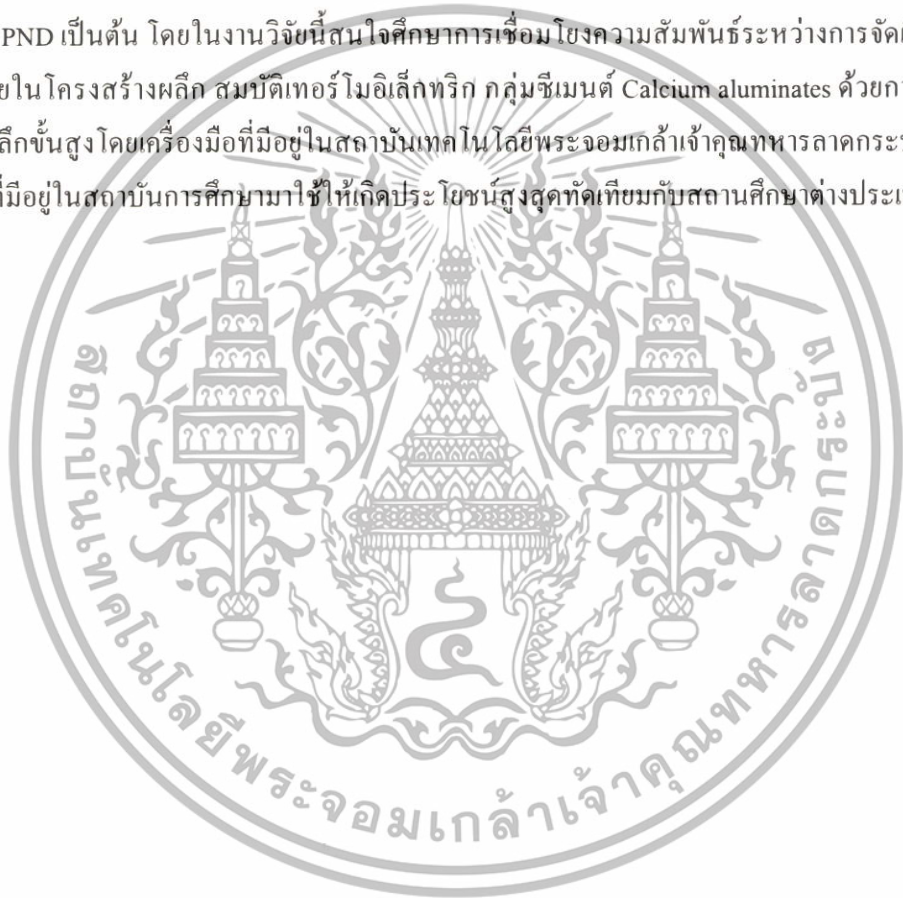 PND เป็นต้น โดยในงานวิจัยนี้สนใจศึกษาการเชื่อมโยงความสัมพันธ์ระหว่างการจัด
ยในโครงสร้างผลึก สมบัติเทอร์โมอิเล็กทริก กลุ่มซีเมนต์ Calcium aluminates ด้วยก
ลึกขั้นสูงโดยเครื่องมือที่มีอยู่ในสถาบันเทคโนโลยีพระจอมเกล้าเจ้าคุณทหารลาดกระ
ที่มีอยู่ในสถาบันการศึกษามาใช้ให้เกิดประโยชน์สูงสุดทัดเทียมกับสถานศึกษาต่างประ
๔
สถาบันเทคโนโลยีพระจอมเกล้าเจ้าคุณทหารลาดกระบัง